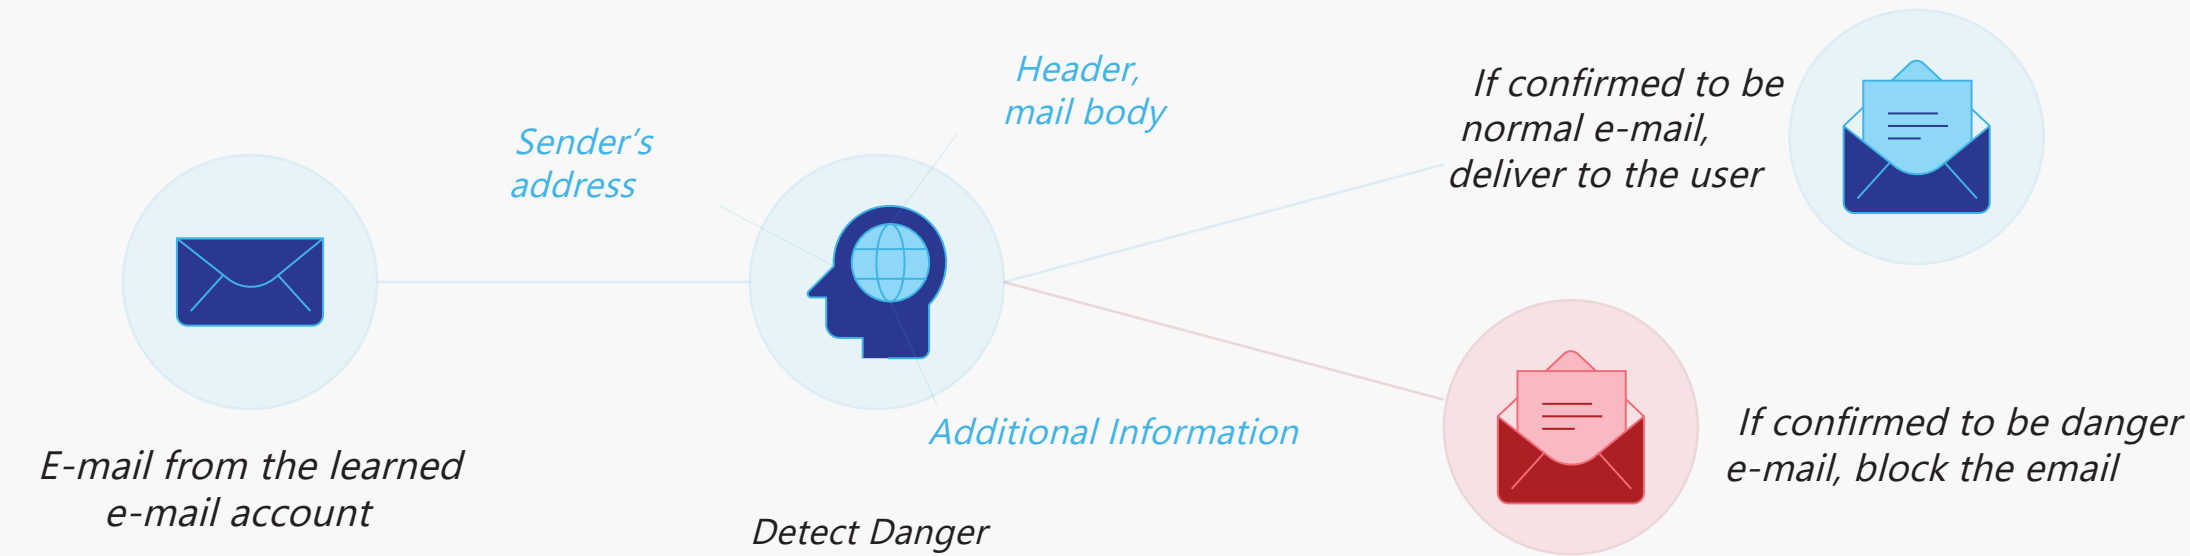 E-mail from the learned
e-mail account
Sender's
address
Header,
mail body
Additional Information
Detect Danger
If confirmed to be
normal e-mail,
deliver to the user
If confirmed to be danger
e-mail, block the email